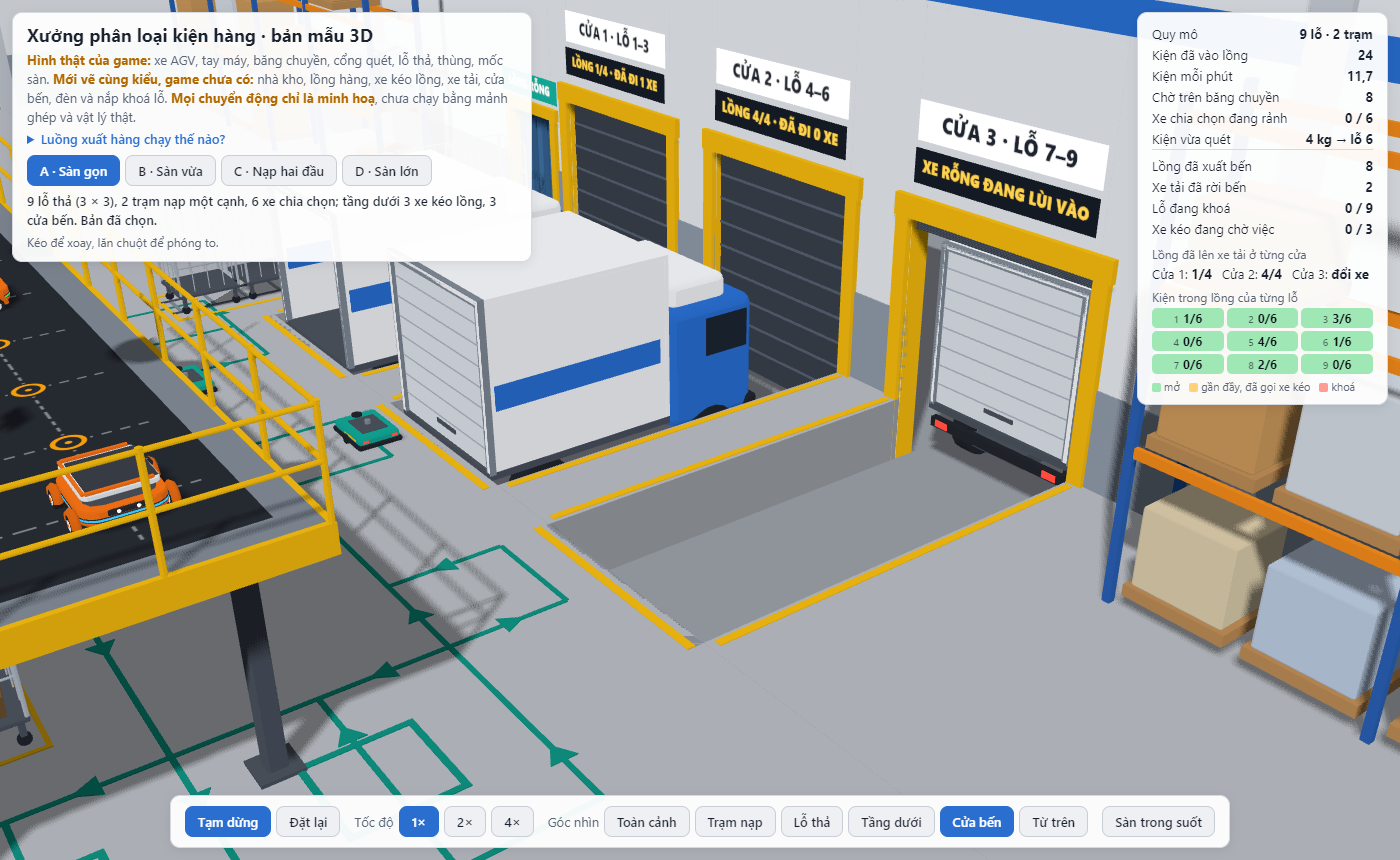 Xưởng phân loại kiện hàng · bản mẫu 3D
Hình thật của game: xe AGV, tay máy, băng chuyền, cổng quét, lỗ thả, thùng, mốc
sàn. Mới vẽ cùng kiểu, game chưa có: nhà kho, lồng hàng, xe kéo lồng, xe tải, cửa
bến, đèn và nắp khoá lỗ. Mọi chuyển động chỉ là minh hoạ, chưa chạy bằng mảnh
ghép và vật lý thật.
▶ Luồng xuất hàng chạy thế nào?
A · Sàn gọn
B · Sàn vừa
C · Nạp hai đầu
D · Sàn lớn
9 lỗ thả (3 × 3), 2 trạm nạp một cạnh, 6 xe chia chọn; tầng dưới 3 xe kéo lồng, 3
cửa bến. Bản đã chọn.
Kéo để xoay, lăn chuột để phóng to.
CỬA 1 · LỖ 1–3
LỒNG 1/4 · ĐÃ ĐI 1 XE
CỬA 2 · LỖ 4–6
LỒNG 4/4 · ĐÃ ĐI 0 XE
CỬA 3 · LỖ 7–9
XE RỖNG ĐANG LÙI VÀO
Quy mô 9 lỗ · 2 trạm
Kiện đã vào lồng 24
Kiện mỗi phút 11,7
Chờ trên băng chuyền 8
Xe chia chọn đang rảnh 0 / 6
Kiện vừa quét 4 kg → lỗ 6
Lồng đã xuất bến 8
Xe tải đã rời bến 2
Lỗ đang khoá 0 / 9
Xe kéo đang chờ việc 0 / 3
Lồng đã lên xe tải ở từng cửa
Cửa 1: 1/4 Cửa 2: 4/4 Cửa 3: đổi xe
Kiện trong lồng của từng lỗ
1 1/6 2 0/6 3 3/6
4 0/6 5 4/6 6 1/6
7 0/6 8 2/6 9 0/6
mở gần đầy, đã gọi xe kéo khoá
Tạm dừng
Đặt lại
Tốc độ
1×
2×
4×
Góc nhìn
Toàn cảnh
Trạm nạp
Lỗ thả
Tầng dưới
Cửa bến
Từ trên
Sàn trong suốt